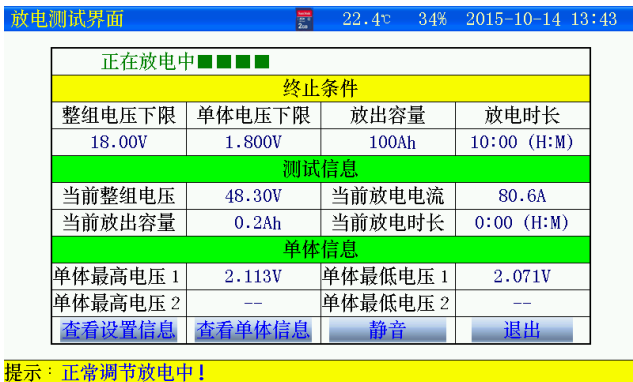 放电测试界面 22.4℃ 34% 2015-10-14 13:43
正在放电中
终止条件
整组电压下限 单体电压下限 放出容量 放电时长
18.00V 1.800V 100Ah 10:00 (H:M)
测试信息
当前整组电压 48.30V 当前放电电流 80.6A
当前放出容量 0.2Ah 当前放电时长 0:00 (H:M)
单体信息
单体最高电压1 2.113V 单体最低电压1 2.071V
单体最高电压2 -- 单体最低电压2 --
查看设置信息 查看单体信息 静音 退出
提示：正常调节放电中！